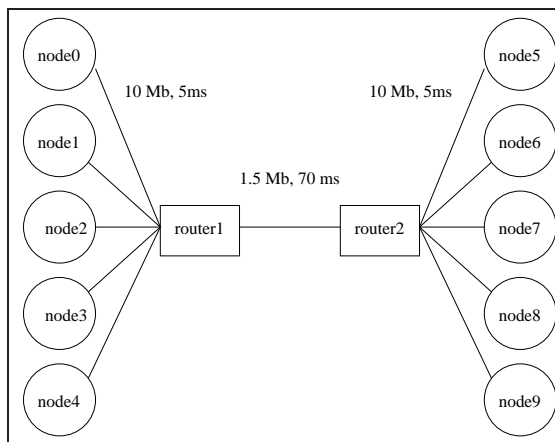 node0
node5
10 Mb, 5ms
10 Mb, 5ms
node1
node6
1.5 Mb, 70 ms
node2
router1
router2
node7
node3
node8
node4
node9